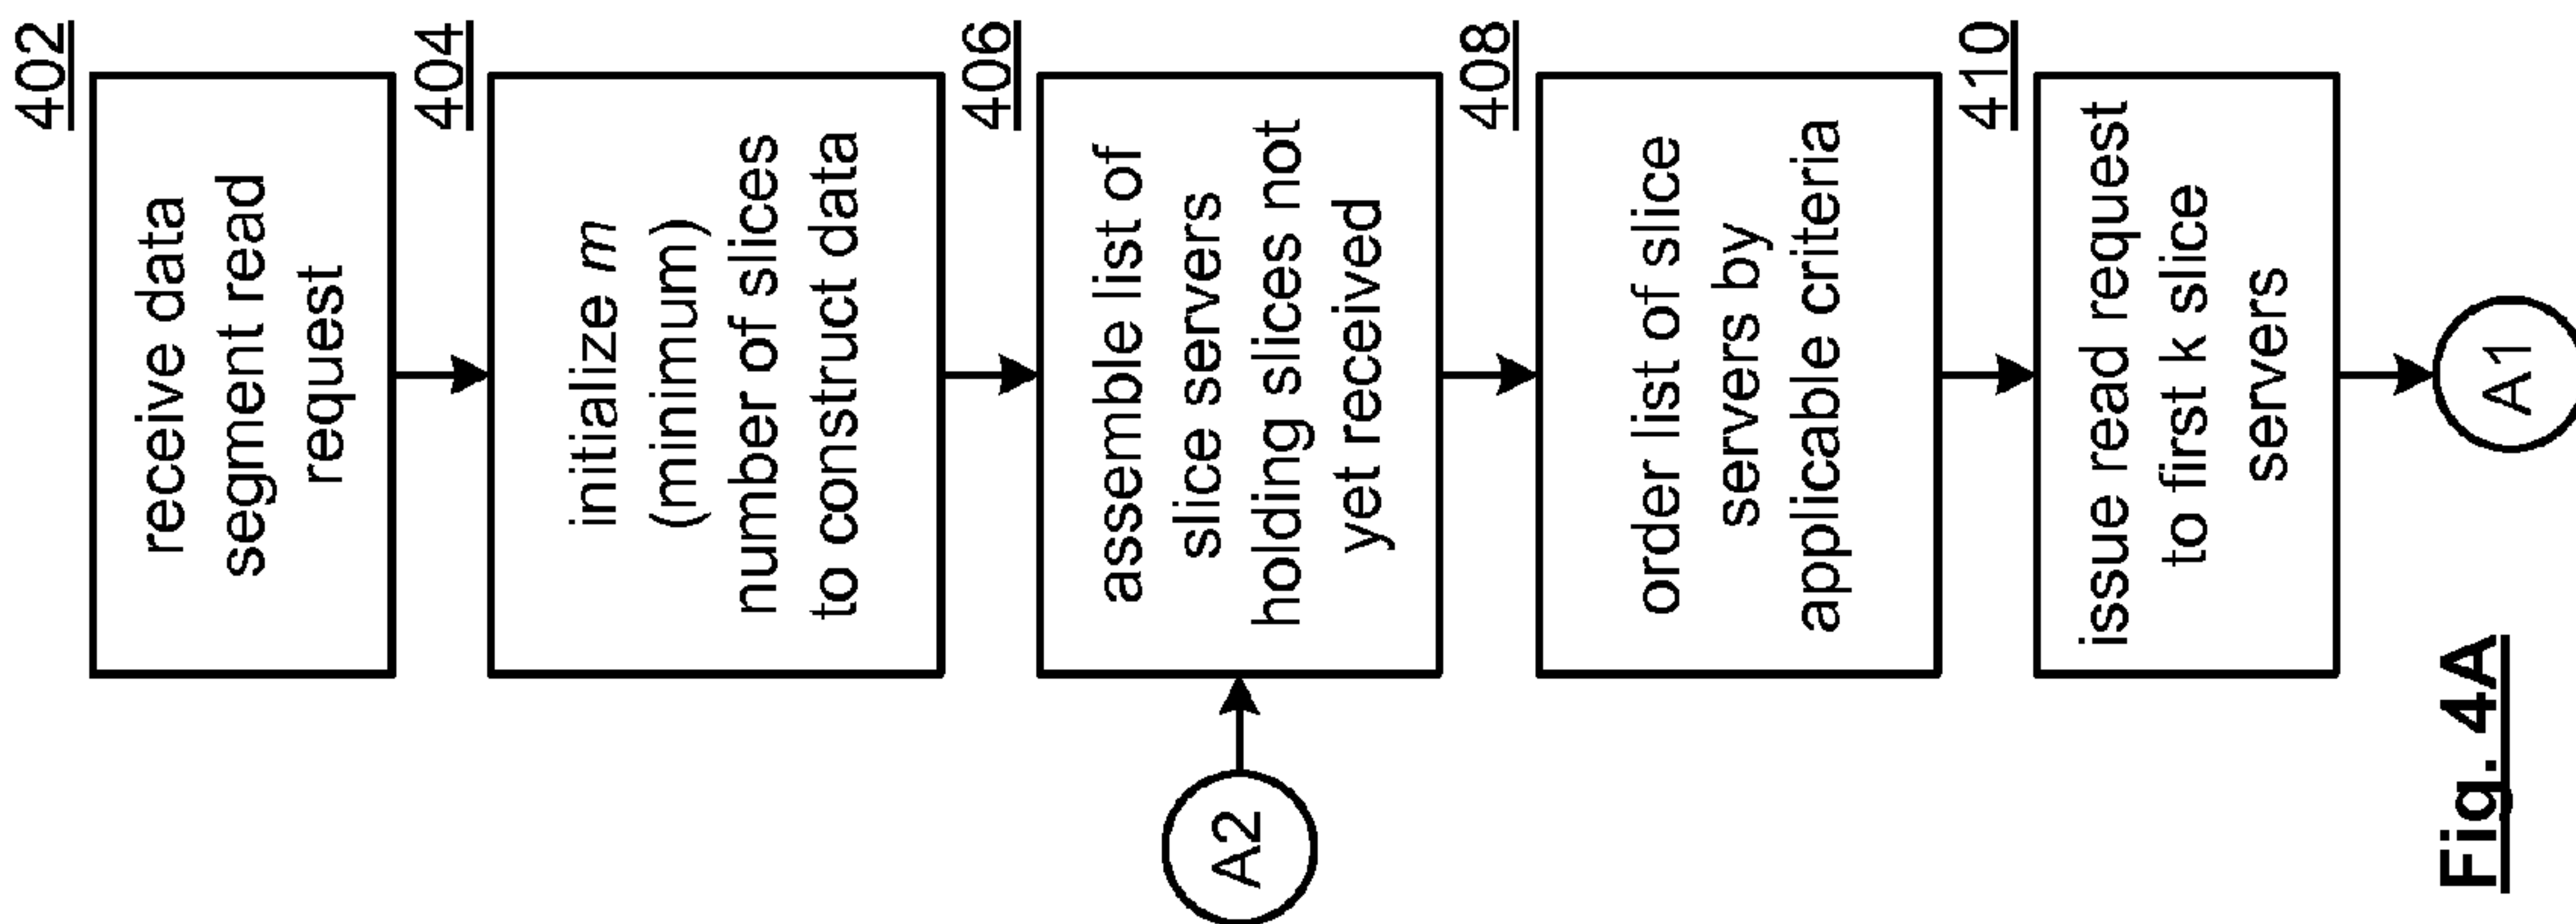 402
receive data
segment read
request
404
initialize m
(minimum)
number of slices
to construct data
A2
406
assemble list of
slice servers
holding slices not
yet received
408
order list of slice
servers by
applicable criteria
410
issue read request
to first k slice
servers
A1
Fig. 4A